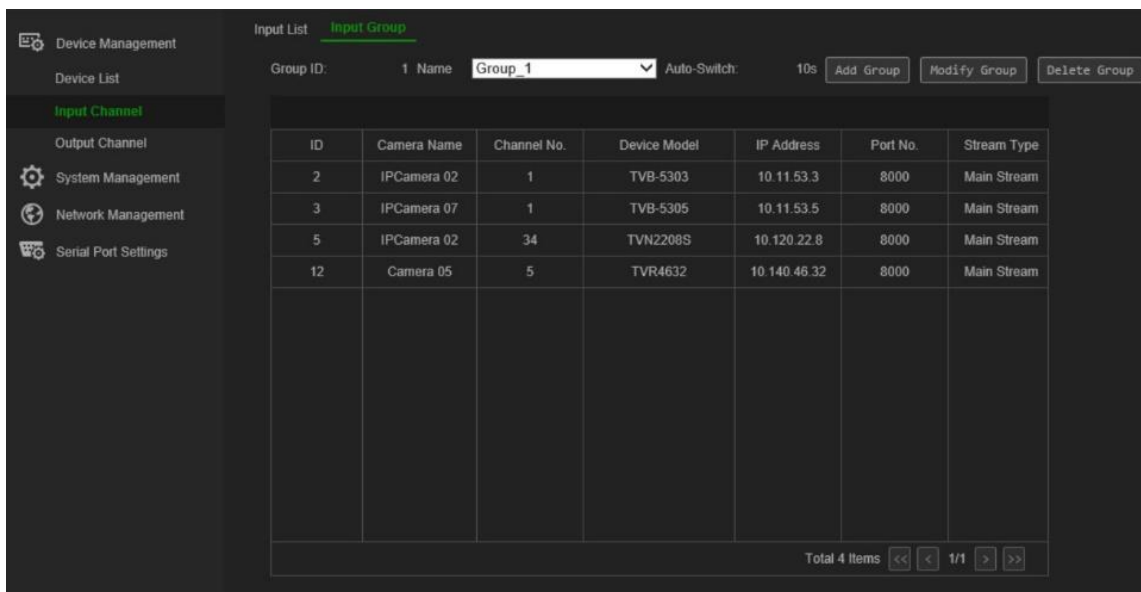 Device Management
Device List
Input Channel
Output Channel
System Management
Network Management
Serial Port Settings
Input List Input Group
Group ID: 1 Name Group_1 Auto-Switch: 10s Add Group Modify Group Delete Group
ID Camera Name Channel No. Device Model IP Address Port No. Stream Type
2 IPCamera 02 1 TVB-5303 10.11.53.3 8000 Main Stream
3 IPCamera 07 1 TVB-5305 10.11.53.5 8000 Main Stream
5 IPCamera 02 34 TVN2208S 10.120.22.8 8000 Main Stream
12 Camera 05 5 TVR4632 10.140.46.32 8000 Main Stream
Total 4 Items << < 1/1 > >>